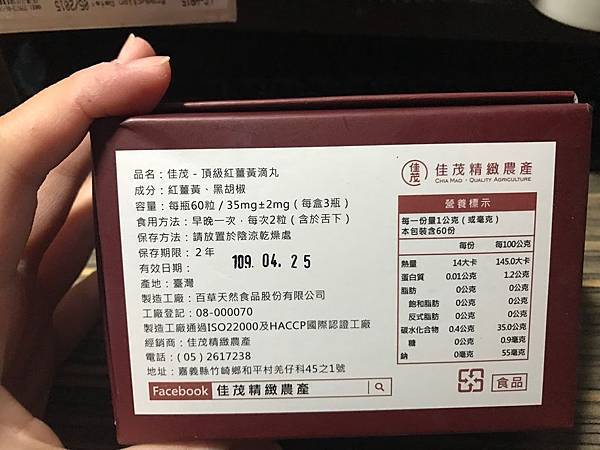 05/2015
品名：佳茂 - 頂級紅薑黃滴丸
成分：紅薑黃、黑胡椒
容量：每瓶60粒 / 35mg±2mg（每盒3瓶）
食用方法：早晚一次，每次2粒（含於舌下）
保存方法：請放置於陰涼乾燥處
保存期限：2 年
有效日期： 109. 04. 25
產地：臺灣
製造工廠：百草天然食品股份有限公司
工廠登記：08-000070
製造工廠通過ISO22000及HACCP國際認證工廠
經銷商：佳茂精緻農產
電話：( 05 ) 2617238
地址：嘉義縣竹崎鄉和平村羌仔科45之1號
Facebook 佳茂精緻農產
佳茂 佳茂精緻農產
CHIA MAO · QUALITY AGRICULTURE
營養標示
每一份量1公克（或毫克）
本包裝含60份
每份 每100公克
熱量 14大卡 145.0大卡
蛋白質 0.01公克 1.2公克
脂肪 0公克 0公克
飽和脂肪 0公克 0公克
反式脂肪 0公克 0公克
碳水化合物 0.4公克 35.0公克
糖 0公克 0.9毫克
鈉 0毫克 55毫克
食品